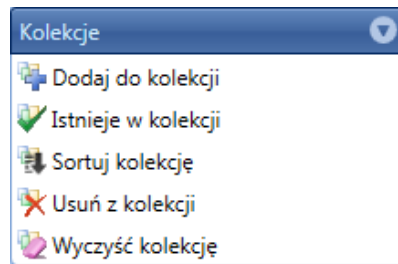 Kolekcje
Dodaj do kolekcji
Istnieje w kolekcji
Sortuj kolekcję
Usuń z kolekcji
Wyczyść kolekcję